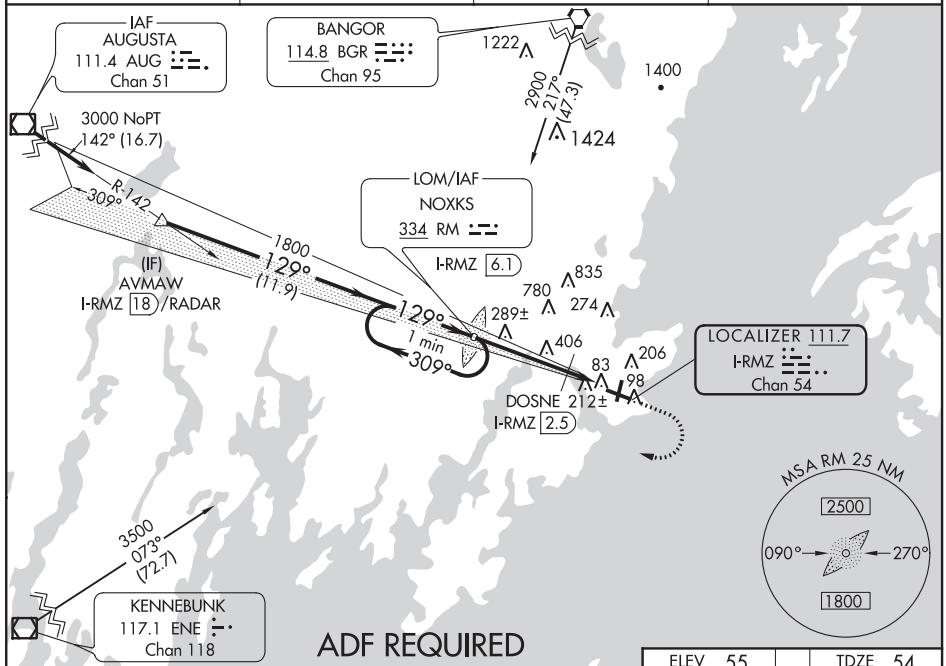 IAF
AUGUSTA
111.4 AUG
Chan 51
BANGOR
114.8 BGR
Chan 95
1222
1400
2900
217°
(47.3)
1424
3000 NoPT
142° (16.7)
R-142
309°
LOM/IAF
NOXKS
334 RM
I-RMZ 6.1
1800
129°
(11.9)
(IF)
AVMAW
I-RMZ 18 /RADAR
129°
1 min
309°
835
780
274
289±
406
83
206
98
DOSNE 212±
I-RMZ 2.5
LOCALIZER 111.7
I-RMZ
Chan 54
MSA RM 25 NM
2500
090°
270°
1800
3500
073°
(72.7)
KENNEBUNK
117.1 ENE
Chan 118
ADF REQUIRED
ELEV 55
TDZE 54